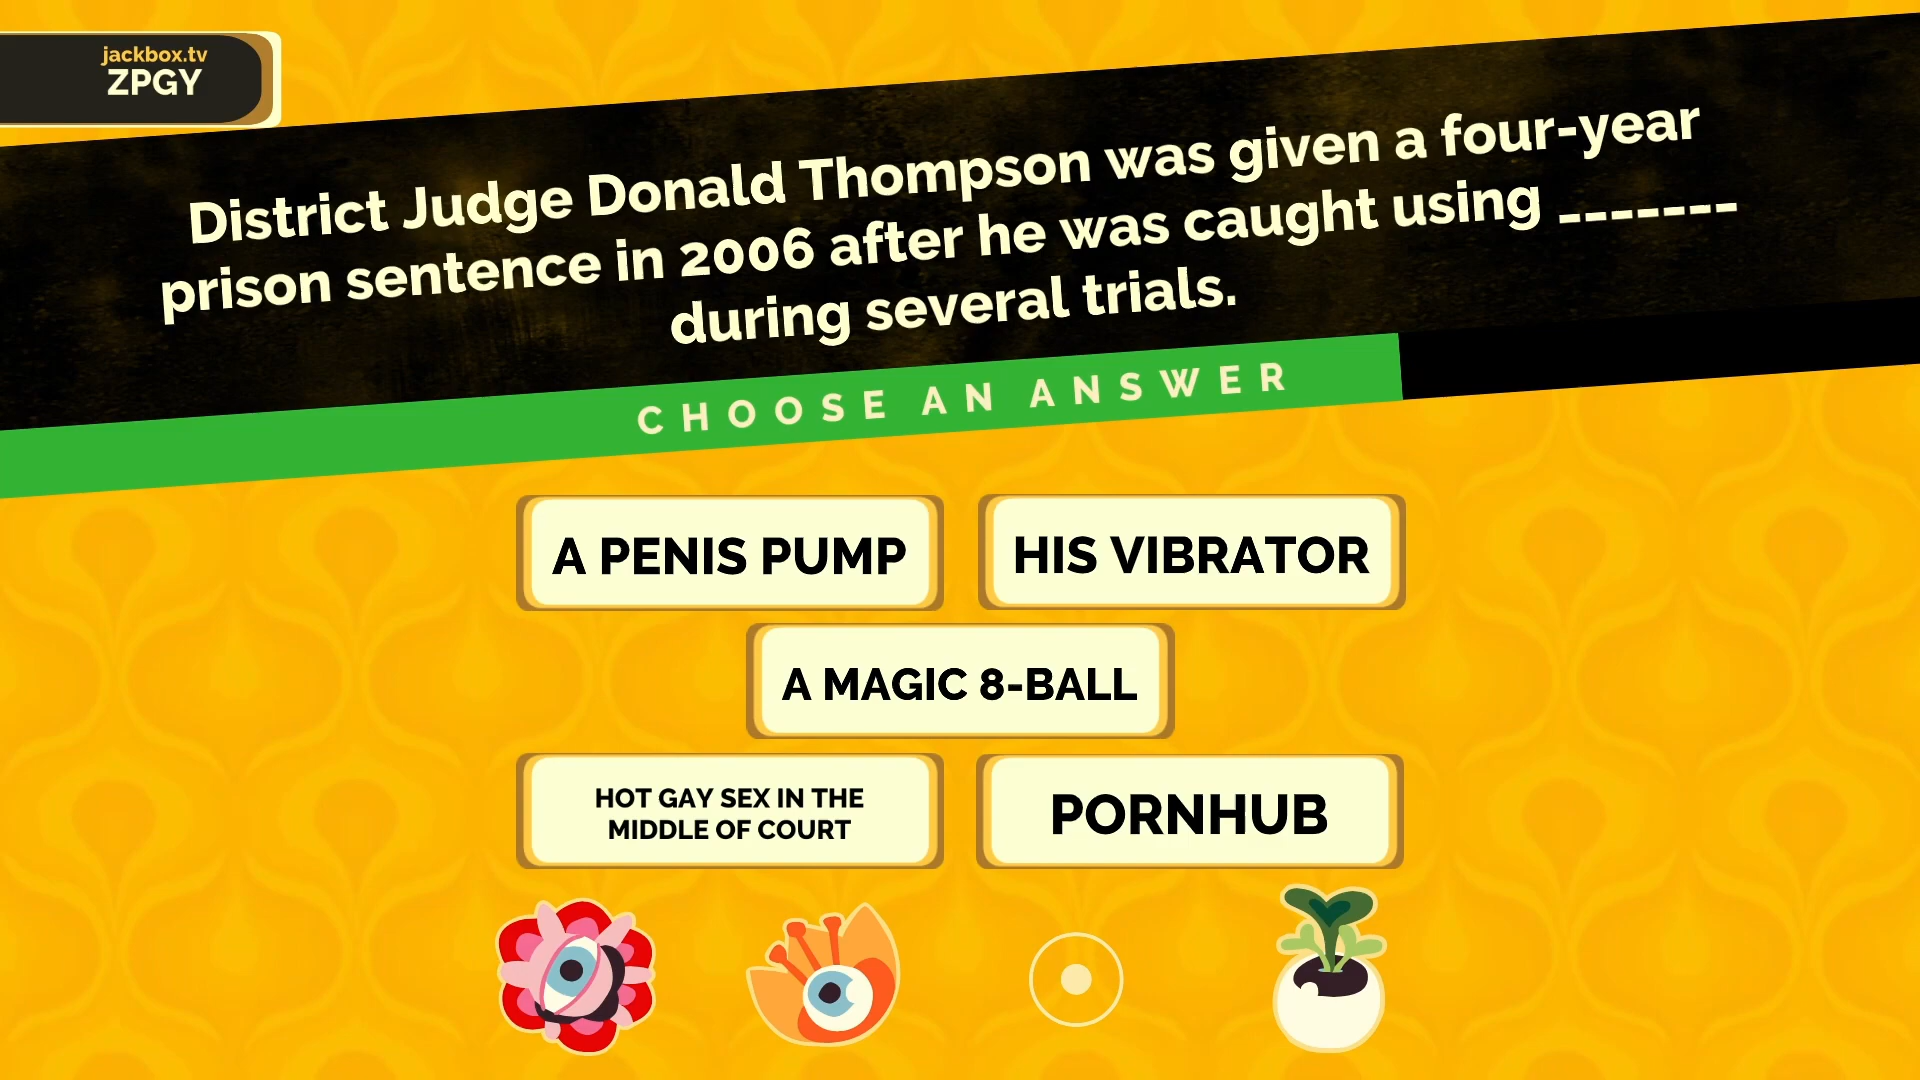 jackbox.tv
ZPGY
District Judge Donald Thompson was given a four-year
prison sentence in 2006 after he was caught using _______
during several trials.
CHOOSE AN ANSWER
A PENIS PUMP
HIS VIBRATOR
A MAGIC 8-BALL
HOT GAY SEX IN THE
MIDDLE OF COURT
PORNHUB